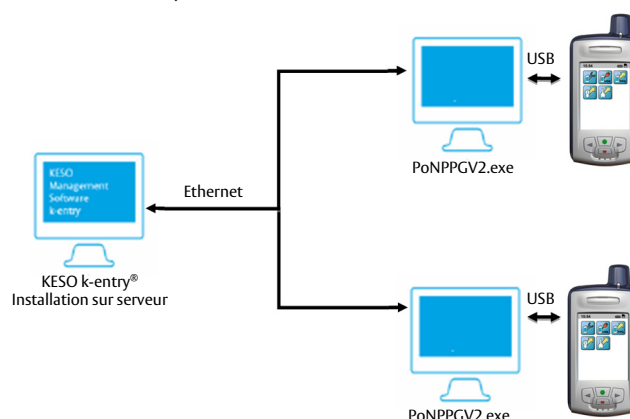 USB
PoNPPGV2.exe
KESO
Management
Software
k-entry
Ethernet
KESO k-entry®
Installation sur serveur
USB
PoNPPGV2.exe